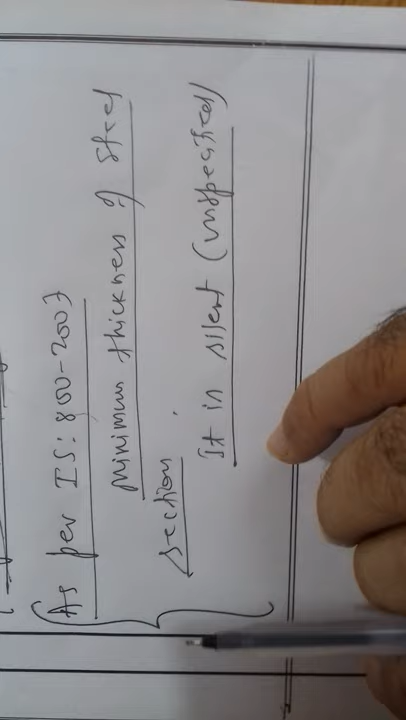 As per IS: 800-2007
minimum thickness of steel
section.
It is silent (unspecified)